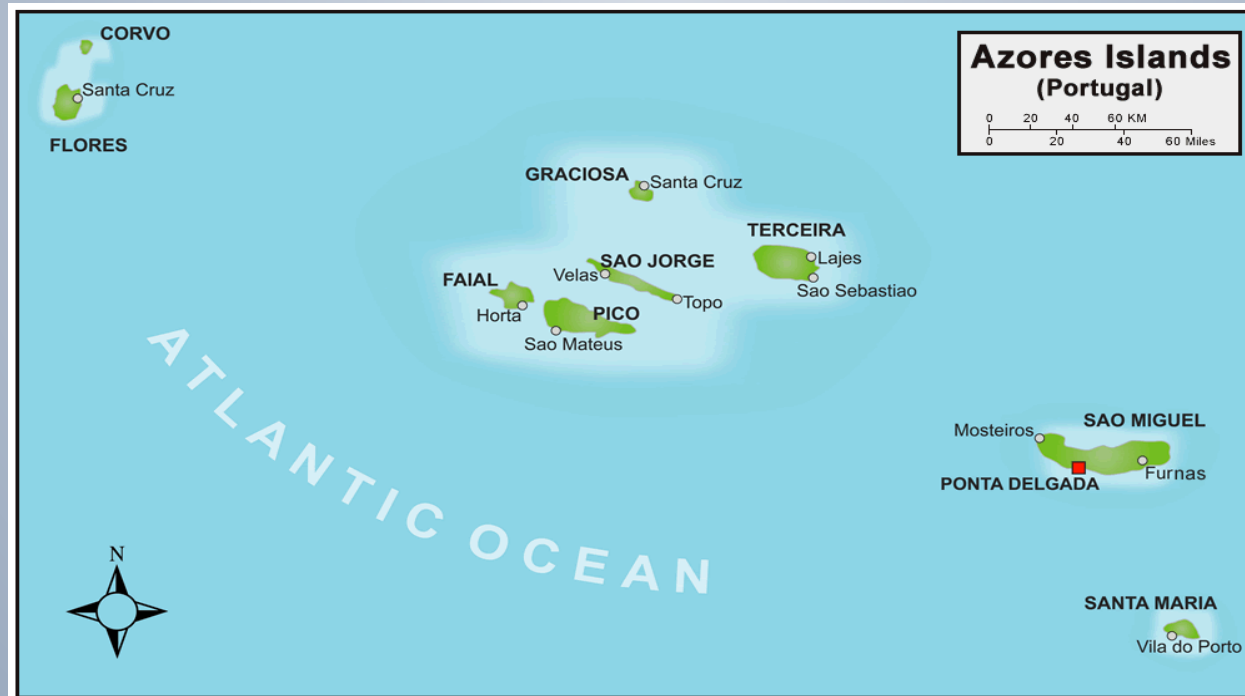 CORVO
Santa Cruz
FLORES
Azores Islands
(Portugal)
0 20 40 60 KM
0 20 40 60 Miles
GRACIOSA
Santa Cruz
TERCEIRA
Lajes
Sao Sebastiao
SAO JORGE
Velas
Topo
FAIAL
Horta
PICO
Sao Mateus
ATLANTIC OCEAN
SAO MIGUEL
Mosteiros
Furnas
PONTA DELGADA
N
SANTA MARIA
Vila do Porto